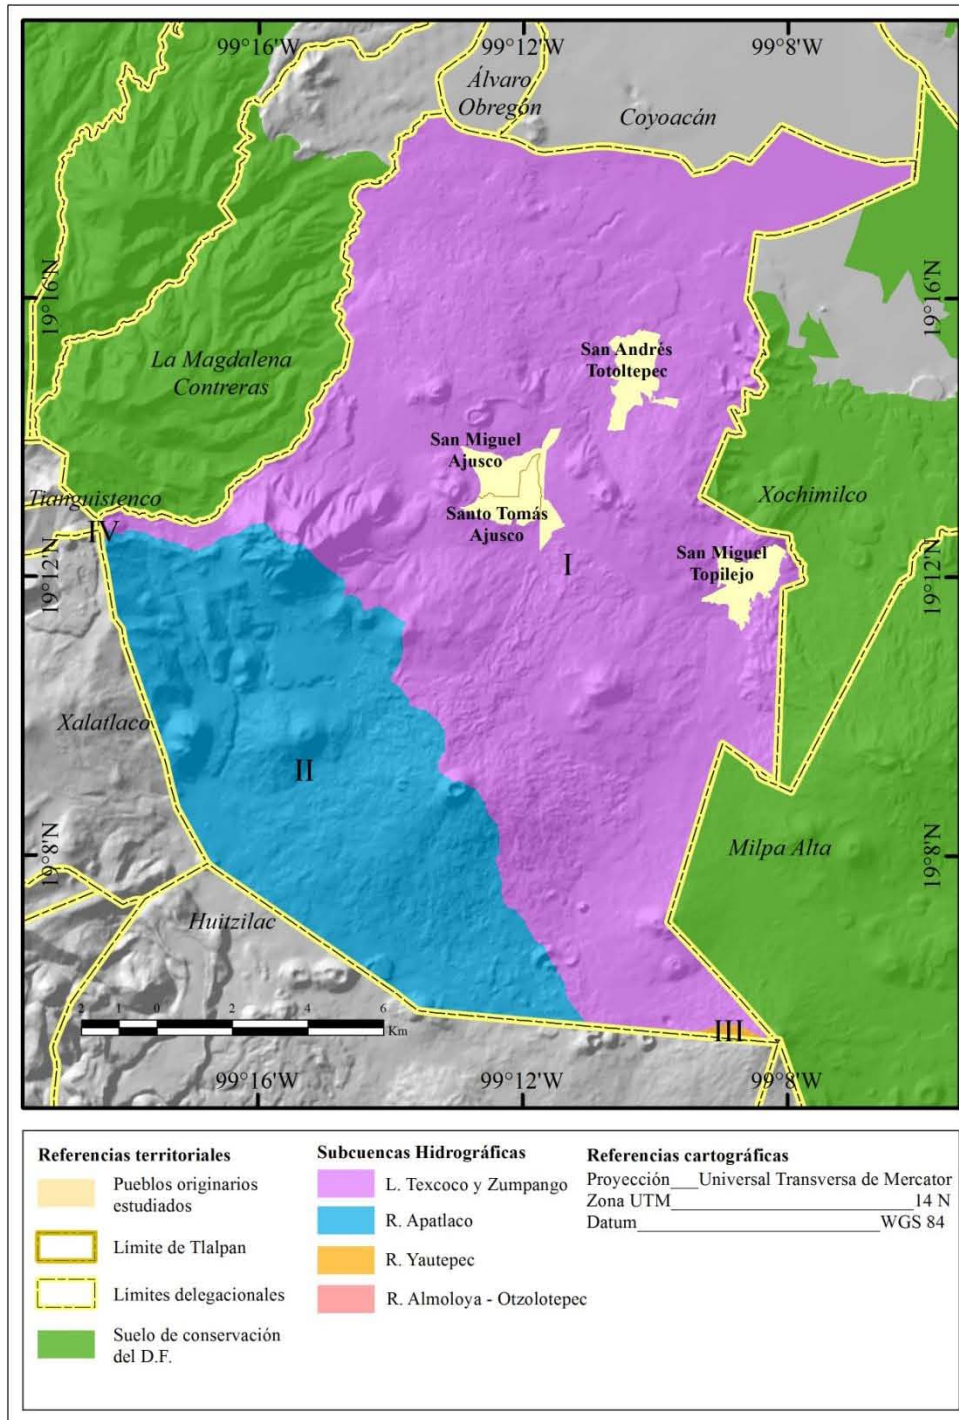 99°16'W
99°12'W
99°8'W
Álvaro
Obregón
Coyoacán
19°16'N
19°16'N
La Magdalena
Contreras
San Andrés
Totoltepec
San Miguel
Ajusco
Santo Tomás
Ajusco
Tianguistenco
Xochimilco
IV
I
San Miguel
Topilejo
19°12'N
19°12'N
Xalatlaco
II
Milpa Alta
19°8'N
19°8'N
Huitzilac
2 1 0 2 4 6
Km
III
99°16'W
99°12'W
99°8'W
Referencias territoriales
Pueblos originarios
estudiados
Límite de Tlalpan
Límites delegacionales
Suelo de conservación
del D.F.
Subcuencas Hidrográficas
L. Texcoco y Zumpango
R. Apatlaco
R. Yautepec
R. Almoloya - Otzolotepec
Referencias cartográficas
Proyección___Universal Transversa de Mercator
Zona UTM______________________14 N
Datum______________________WGS 84